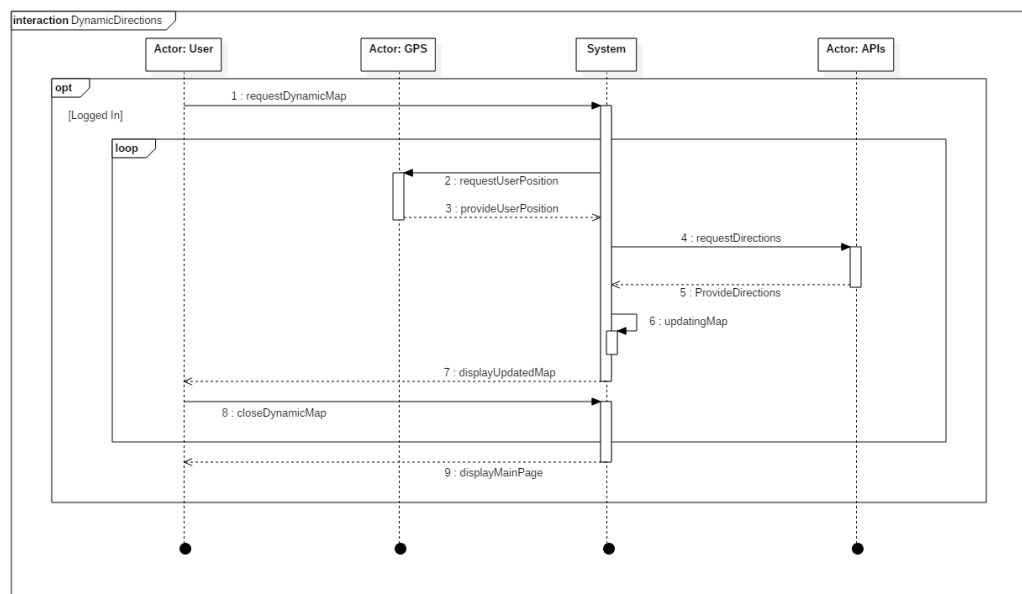 interaction DynamicDirections
Actor: User
Actor: GPS
System
Actor: APIs
opt
1 : requestDynamicMap
[Logged In]
loop
2 : requestUserPosition
3 : provideUserPosition
4 : requestDirections
5 : ProvideDirections
6 : updatingMap
7 : displayUpdatedMap
8 : closeDynamicMap
9 : displayMainPage